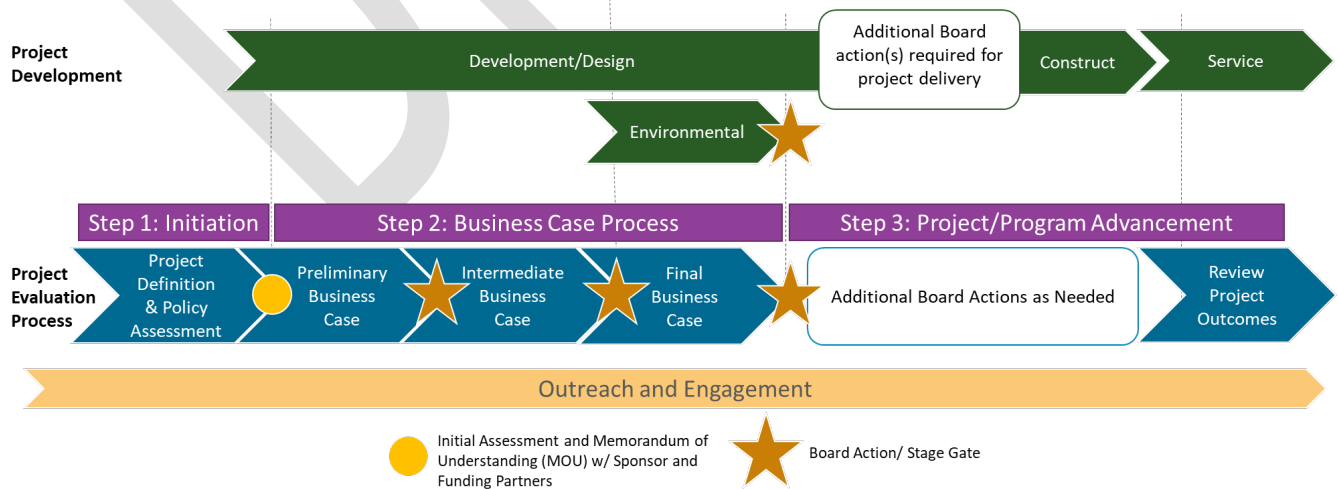 Project
Development
Development/Design
Additional Board
action(s) required for
project delivery
Construct
Service
Environmental
Step 1: Initiation
Step 2: Business Case Process
Step 3: Project/Program Advancement
Project
Evaluation
Process
Project
Definition
& Policy
Assessment
Preliminary
Business
Case
Intermediate
Business
Case
Final
Business
Case
Additional Board Actions as Needed
Review
Project
Outcomes
Outreach and Engagement
Initial Assessment and Memorandum of
Understanding (MOU) w/ Sponsor and
Funding Partners
Board Action/ Stage Gate